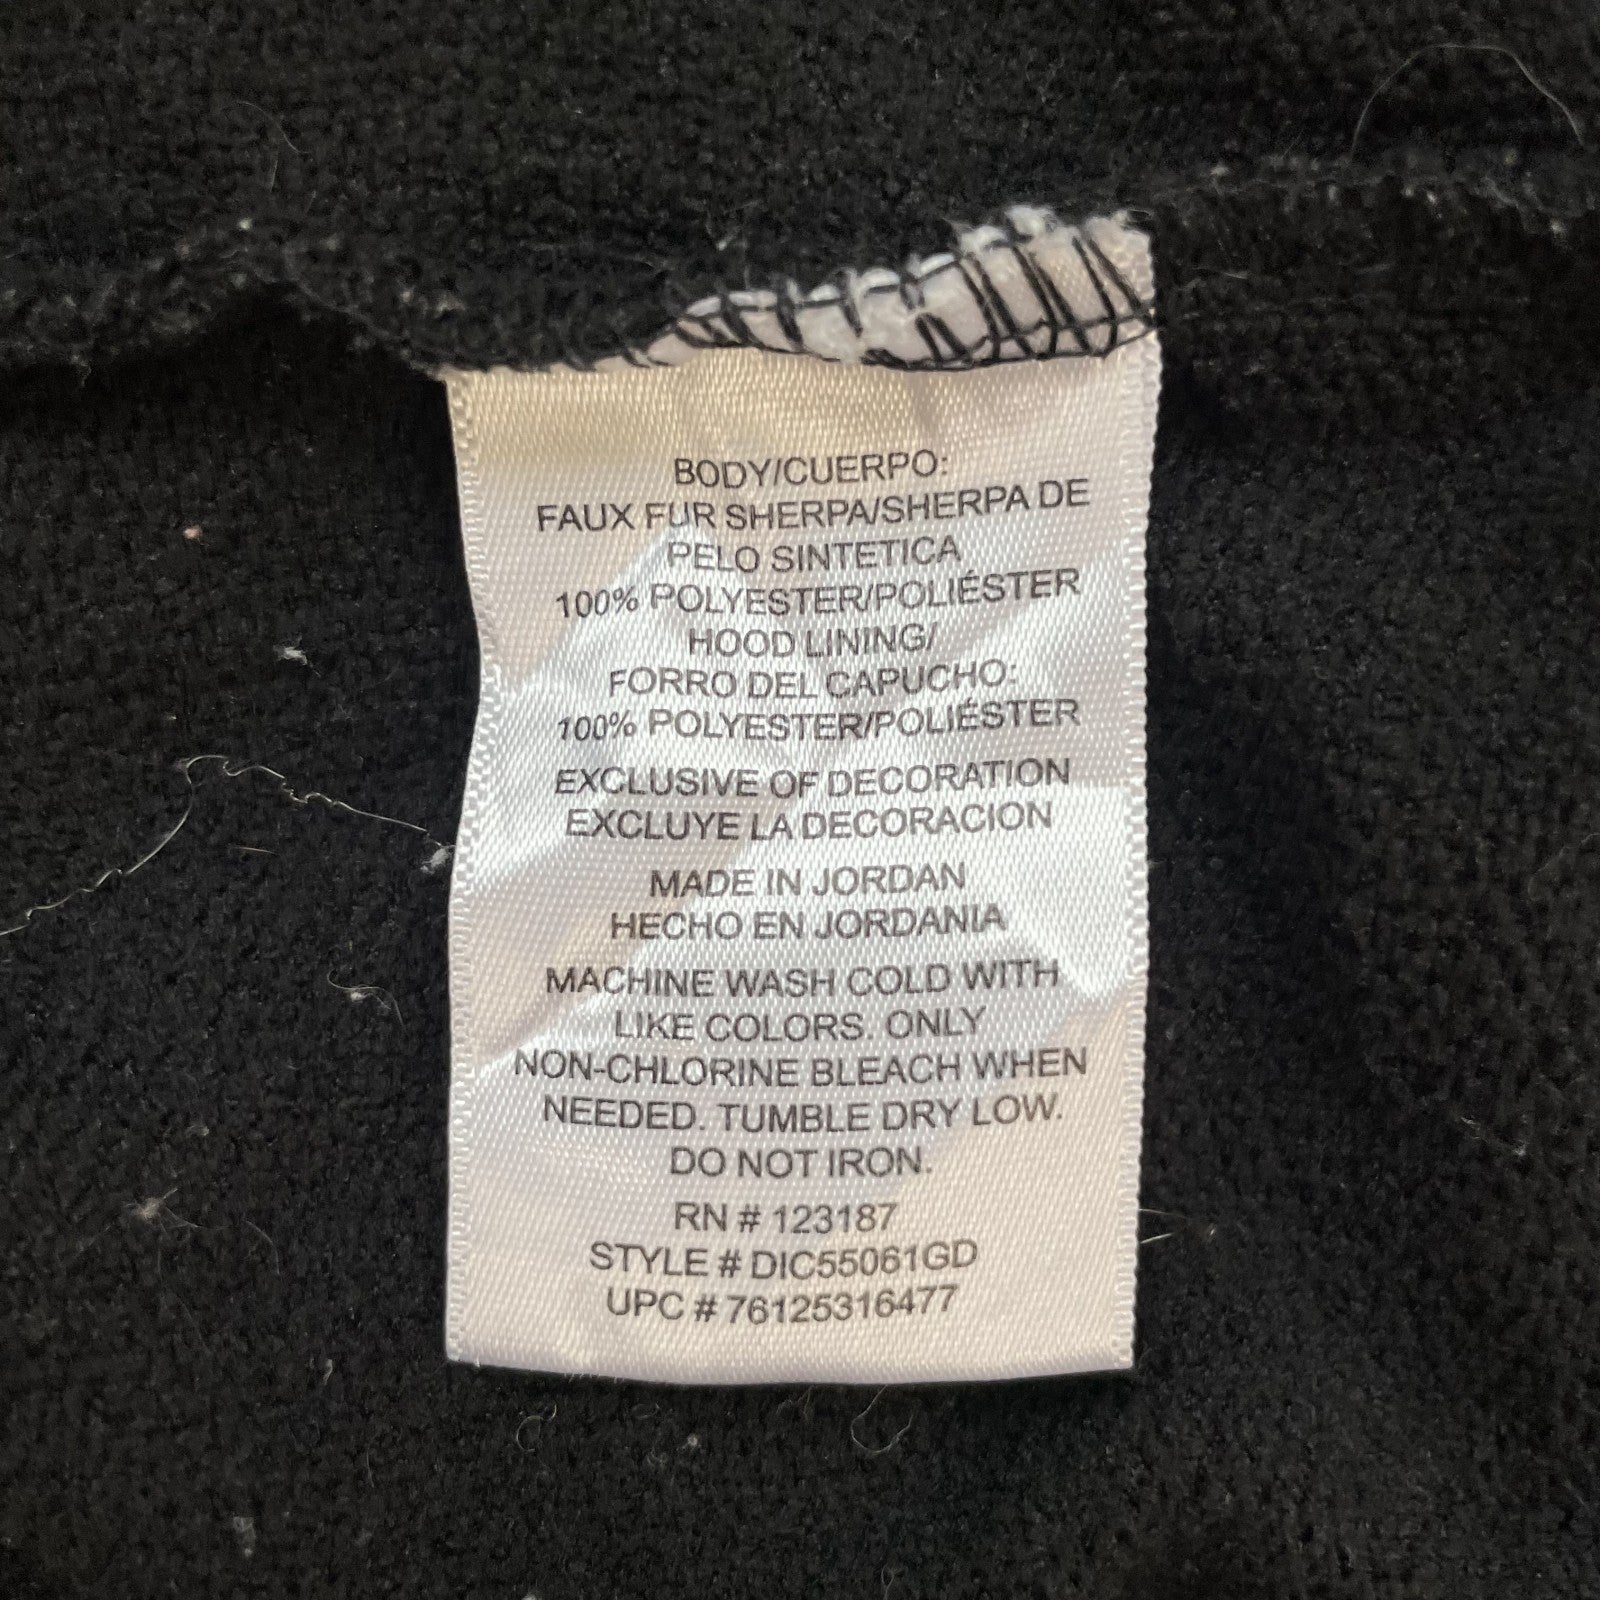 BODY/CUERPO:
FAUX FUR SHERPA/SHERPA DE
PELO SINTETICA
100% POLYESTER/POLIÉSTER
HOOD LINING/
FORRO DEL CAPUCHO:
100% POLYESTER/POLIÉSTER
EXCLUSIVE OF DECORATION
EXCLUYE LA DECORACION
MADE IN JORDAN
HECHO EN JORDANIA
MACHINE WASH COLD WITH
LIKE COLORS. ONLY
NON-CHLORINE BLEACH WHEN
NEEDED. TUMBLE DRY LOW.
DO NOT IRON.
RN # 123187
STYLE # DIC55061GD
UPC # 76125316477